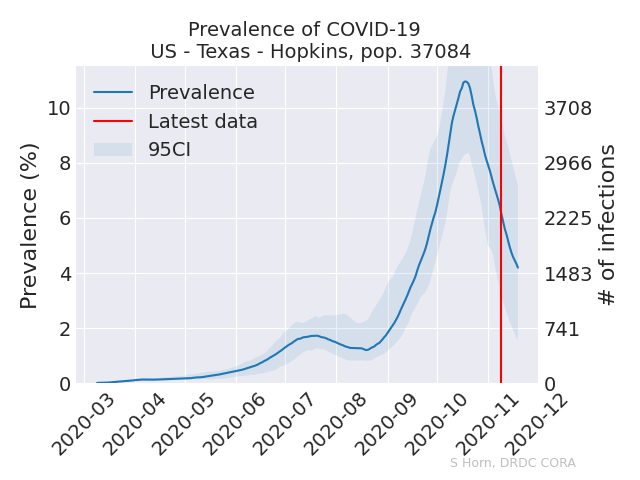 Prevalence of COVID-19
US - Texas - Hopkins, pop. 37084
Prevalence
Latest data
95CI
Prevalence (%)
10
8
6
4
2
0
3708
2966
2225
1483
741
0
# of infections
2020-03
2020-04
2020-05
2020-06
2020-07
2020-08
2020-09
2020-10
2020-11
2020-12
S Horn, DRDC CORA